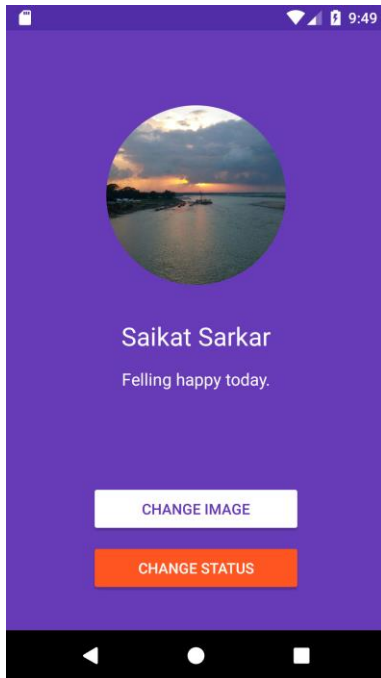 9:49
Saikat Sarkar
Felling happy today.
CHANGE IMAGE
CHANGE STATUS